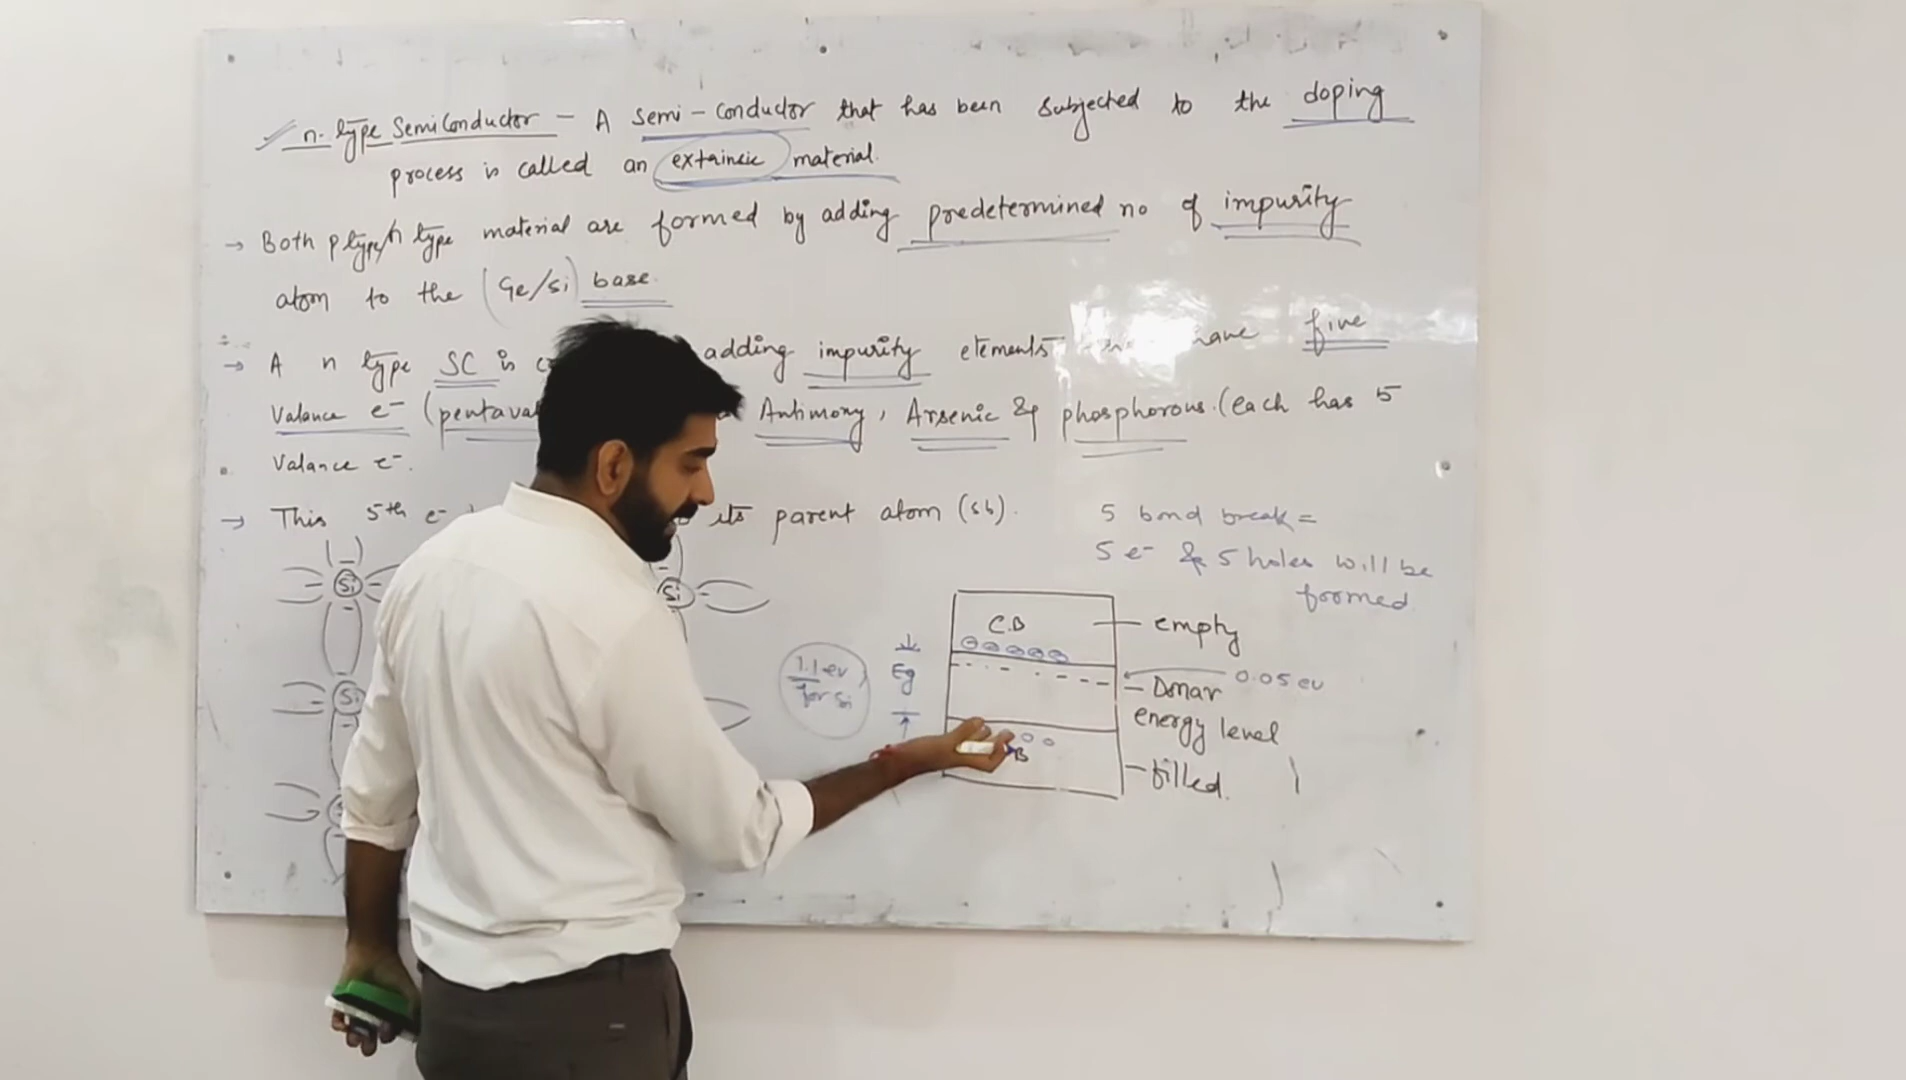 n-type Semiconductor - A semi-conductor that has been subjected to the doping
process is called an extrinsic material.
→ Both p type/n type material are formed by adding predetermined no of impurity
atom to the (Ge/Si) base.
→ A n type SC is adding impurity elements have five
Valance e⁻ (pentava Antimony, Arsenic & phosphorous. (each has 5
Valance e⁻.
→ This 5th e⁻ its parent atom (sb).
5 bond break =
5 e⁻ & 5 holes will be
formed
Si
Si
Si
1.1 ev
for si
Eg
C.B
B
empty
0.05 ev
Donar
energy level
filled.